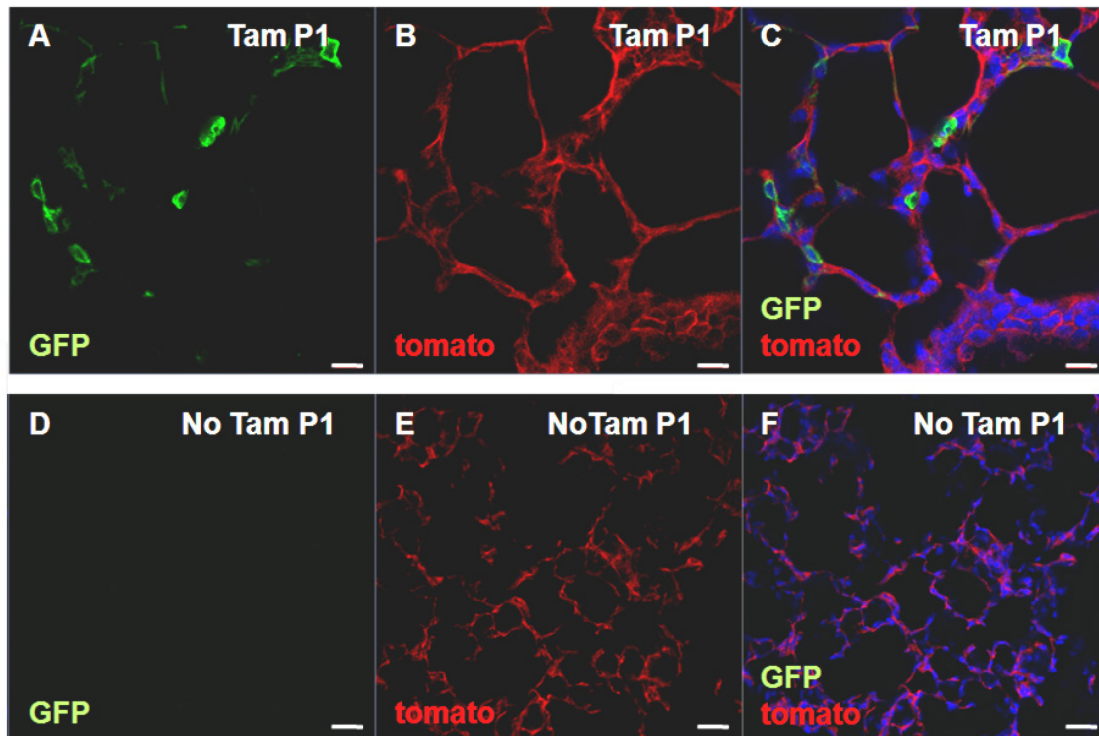 A Tam P1
GFP
B Tam P1
tomato
C Tam P1
GFP
tomato
D No Tam P1
GFP
E NoTam P1
tomato
F No Tam P1
GFP
tomato